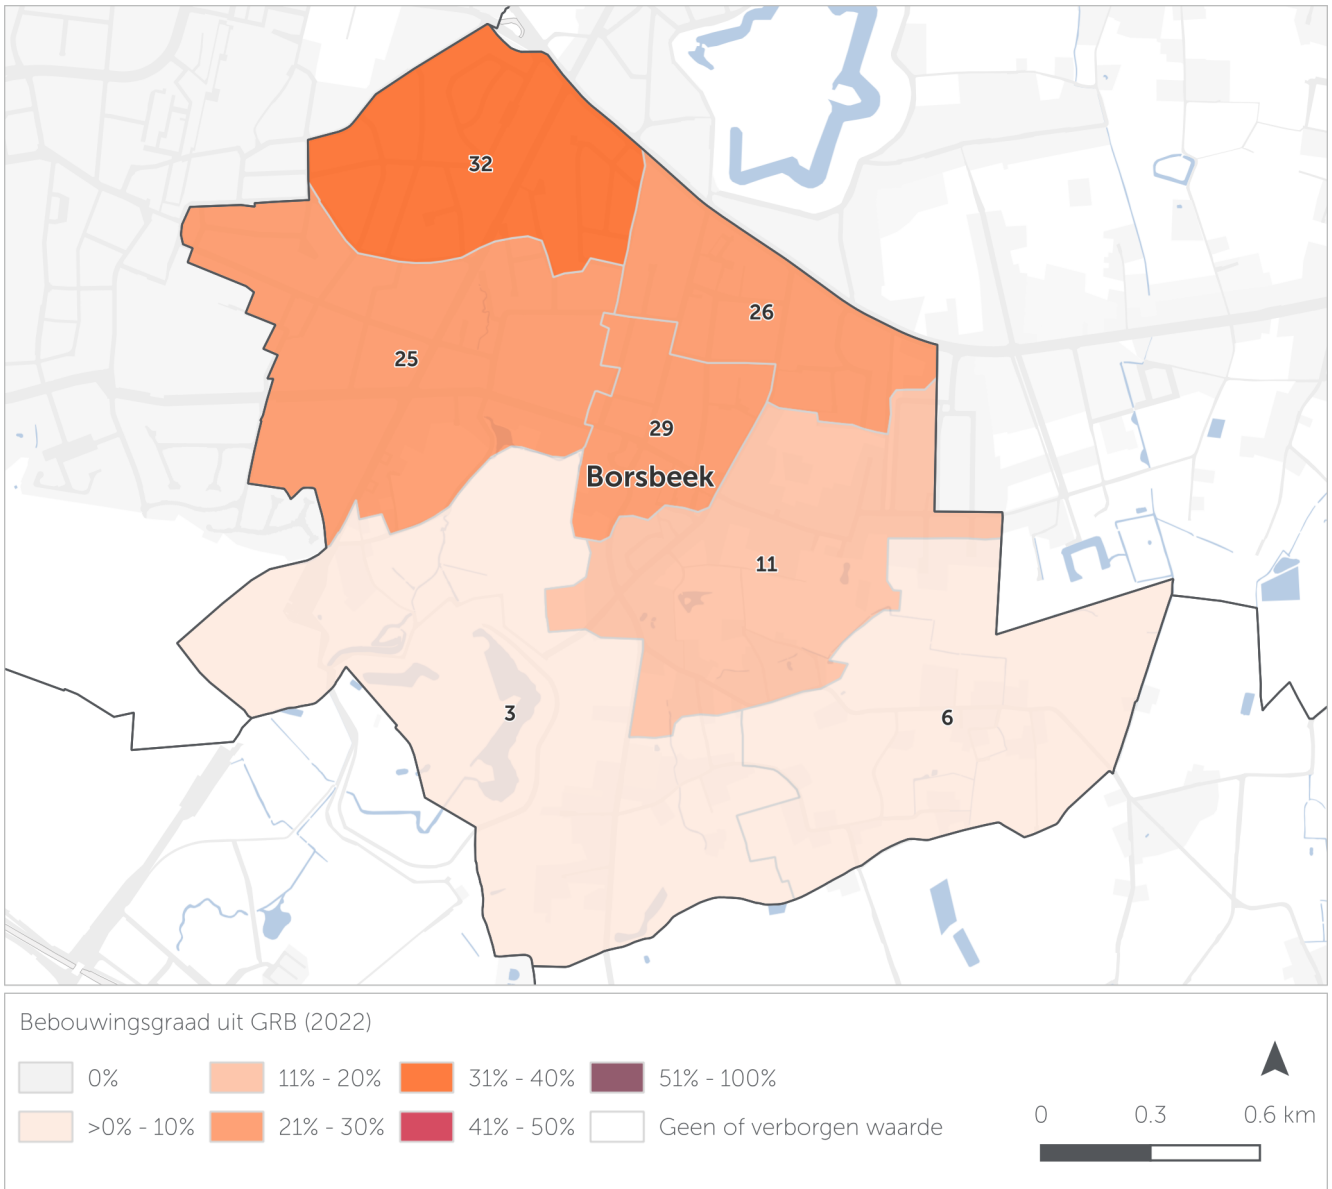 32
26
25
29
Borsbeek
11
3
6
Bebouwingsgraad uit GRB (2022)
0% 11% - 20% 31% - 40% 51% - 100%
>0% - 10% 21% - 30% 41% - 50% Geen of verborgen waarde
0 0.3 0.6 km